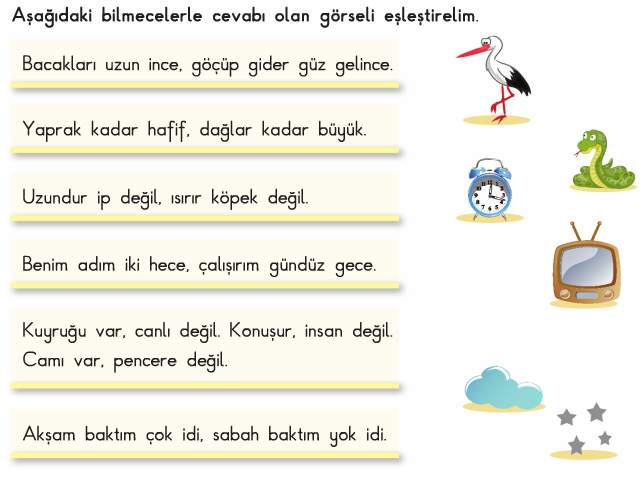 Aşağıdaki bilmecelerle cevabı olan görseli eşleştirelim.
Bacakları uzun ince, göçüp gider güz gelince.
Yaprak kadar hafif, dağlar kadar büyük.
Uzundur ip değil, ısırır köpek değil.
Benim adım iki hece, çalışırım gündüz gece.
Kuyruğu var, canlı değil. Konuşur, insan değil.
Camı var, pencere değil.
Akşam baktım çok idi, sabah baktım yok idi.